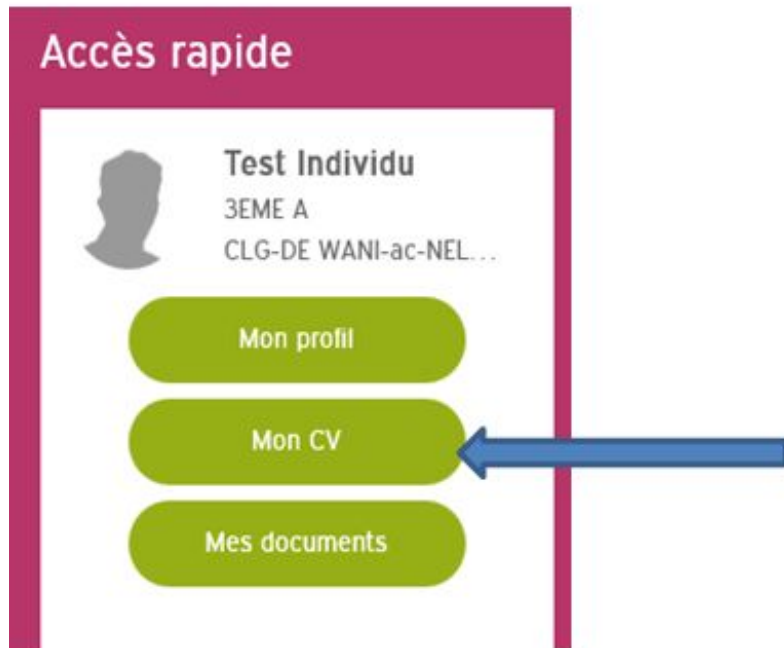 Accès rapide
Test Individu
3EME A
CLG-DE WANI-ac-NEL...
Mon profil
Mon CV
Mes documents